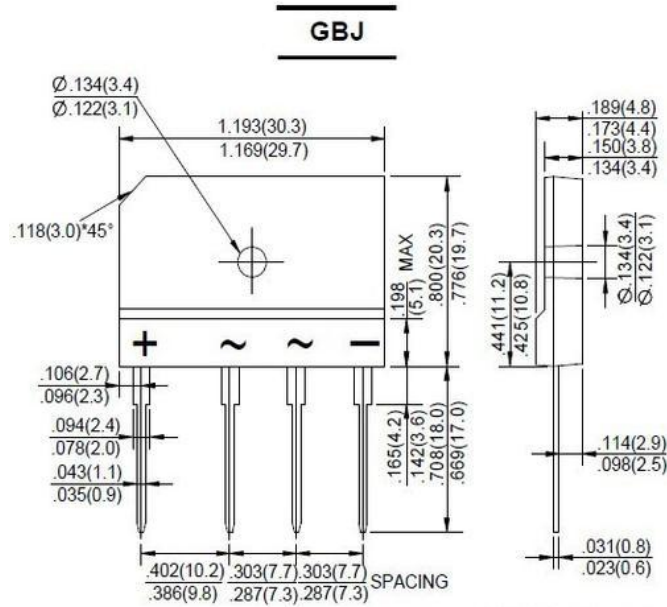 GBJ
Ø.134(3.4)
Ø.122(3.1)
1.193(30.3)
1.169(29.7)
.118(3.0)*45°
.198
(5.1)
MAX
.800(20.3)
.776(19.7)
+ ~ ~ −
.106(2.7)
.096(2.3)
.094(2.4)
.078(2.0)
.043(1.1)
.035(0.9)
.165(4.2)
.142(3.6)
.708(18.0)
.669(17.0)
.402(10.2) .303(7.7) .303(7.7)
.386(9.8) .287(7.3) .287(7.3)
SPACING
.189(4.8)
.173(4.4)
.150(3.8)
.134(3.4)
Ø.134(3.4)
Ø.122(3.1)
.441(11.2)
.425(10.8)
.114(2.9)
.098(2.5)
.031(0.8)
.023(0.6)